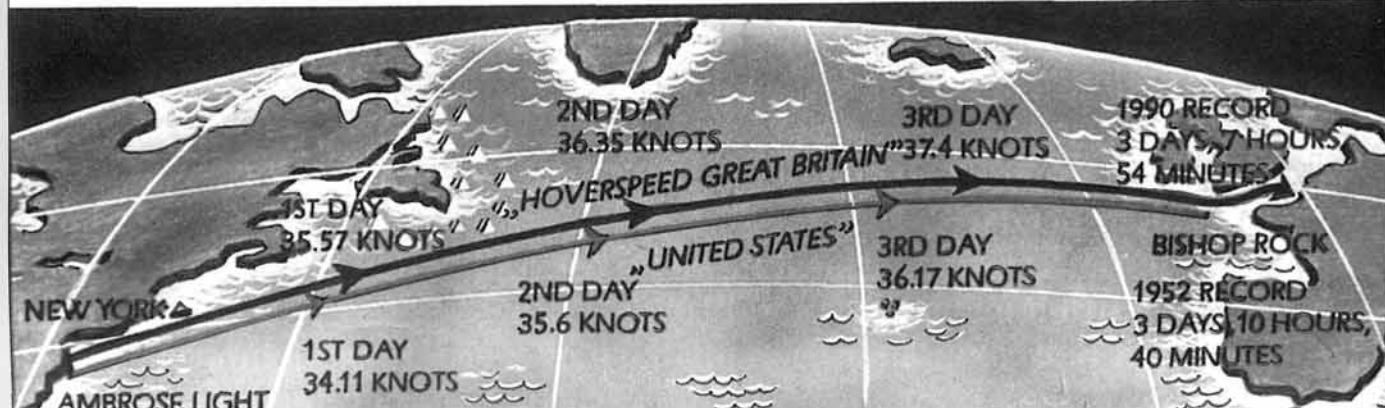 2ND DAY
36.35 KNOTS
3RD DAY
37.4 KNOTS
1990 RECORD
3 DAYS, 7 HOURS,
54 MINUTES
„HOVERSPEED GREAT BRITAIN”
1ST DAY
35.57 KNOTS
„UNITED STATES”
3RD DAY
36.17 KNOTS
BISHOP ROCK
1952 RECORD
3 DAYS, 10 HOURS,
40 MINUTES
2ND DAY
35.6 KNOTS
NEW YORK
1ST DAY
34.11 KNOTS
AMBROSE LIGHT